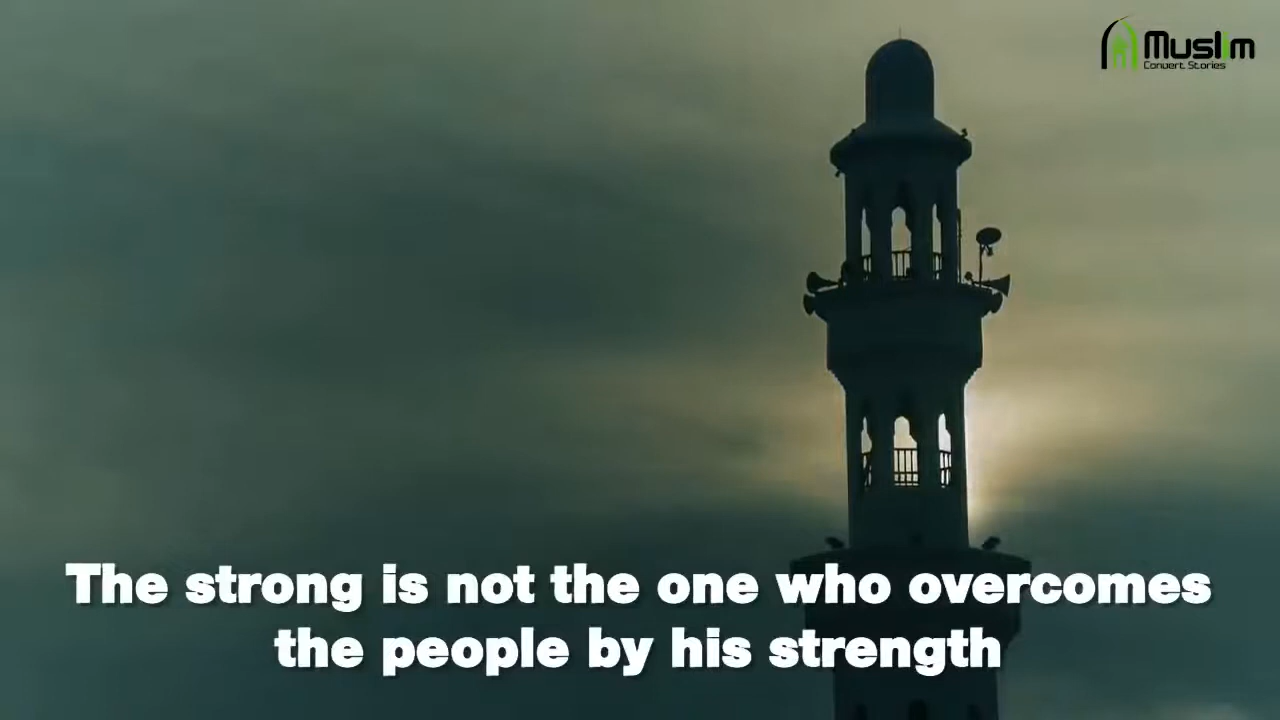 Muslim
Convert Stories
The strong is not the one who overcomes
the people by his strength